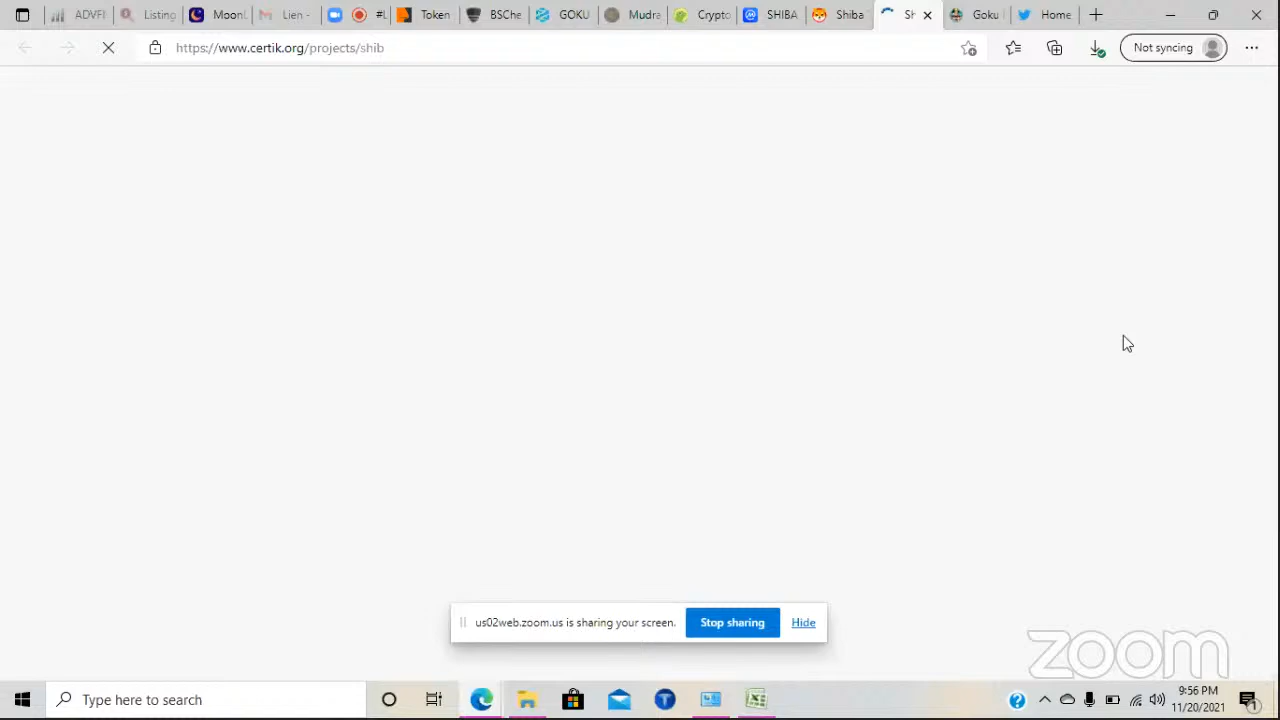 ADVFI
Listing
Moon
Lien -
Token
BSChe
GOKU
Mudra
Crypto
SHIBA
Shiba
Goku
Home
https://www.certik.org/projects/shib
Not syncing
us02web.zoom.us is sharing your screen.
Stop sharing
Hide
zoom
Type here to search
9:56 PM
11/20/2021
1